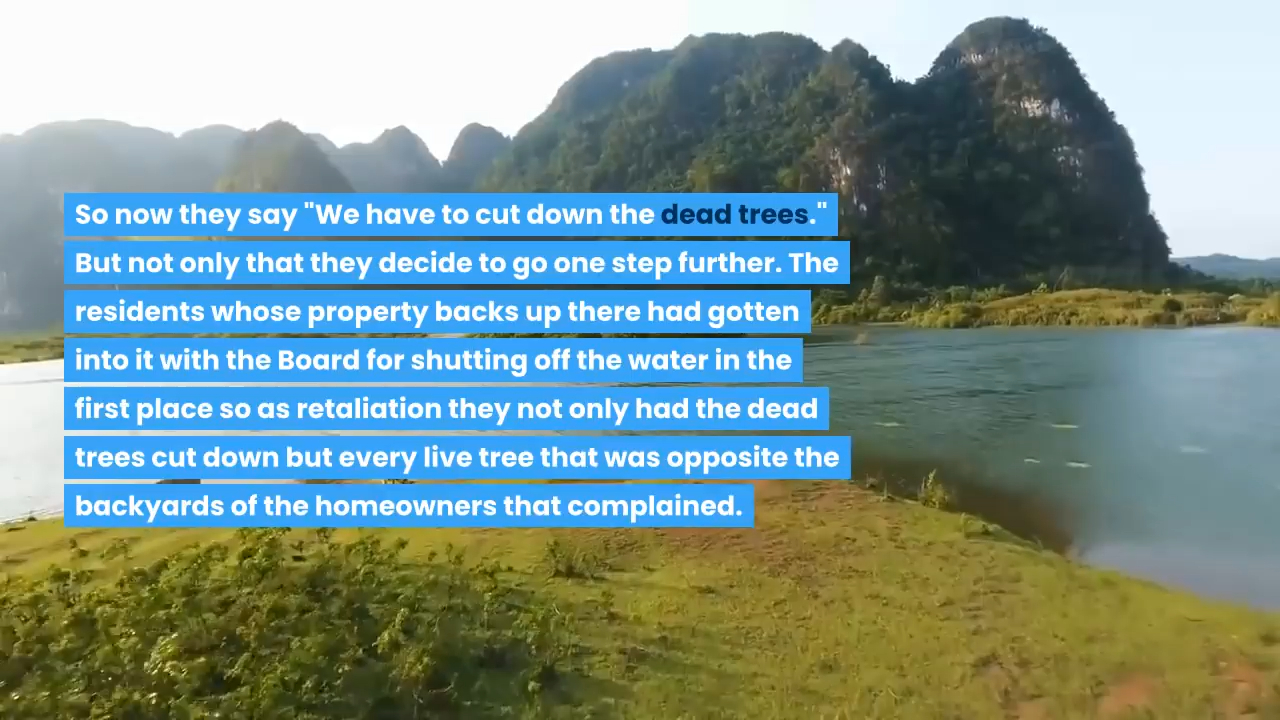 So now they say "We have to cut down the dead trees."
But not only that they decide to go one step further. The
residents whose property backs up there had gotten
into it with the Board for shutting off the water in the
first place so as retaliation they not only had the dead
trees cut down but every live tree that was opposite the
backyards of the homeowners that complained.